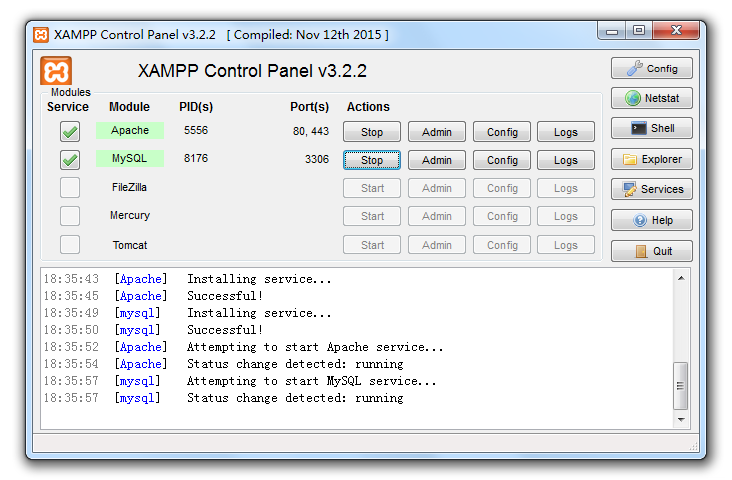 XAMPP Control Panel v3.2.2 [ Compiled: Nov 12th 2015 ]
XAMPP Control Panel v3.2.2
Config
Modules
Service Module PID(s) Port(s) Actions
Netstat
Apache 5556 80, 443 Stop Admin Config Logs
Shell
MySQL 8176 3306 Stop Admin Config Logs
Explorer
FileZilla Start Admin Config Logs
Services
Mercury Start Admin Config Logs
Help
Tomcat Start Admin Config Logs
Quit
18:35:43 [Apache] Installing service...
18:35:45 [Apache] Successful!
18:35:49 [mysql] Installing service...
18:35:50 [mysql] Successful!
18:35:52 [Apache] Attempting to start Apache service...
18:35:54 [Apache] Status change detected: running
18:35:57 [mysql] Attempting to start MySQL service...
18:35:57 [mysql] Status change detected: running